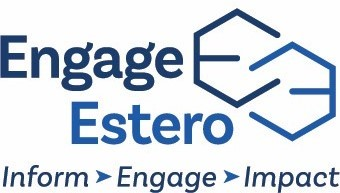 Engage
Estero
Inform ➤ Engage ➤ Impact